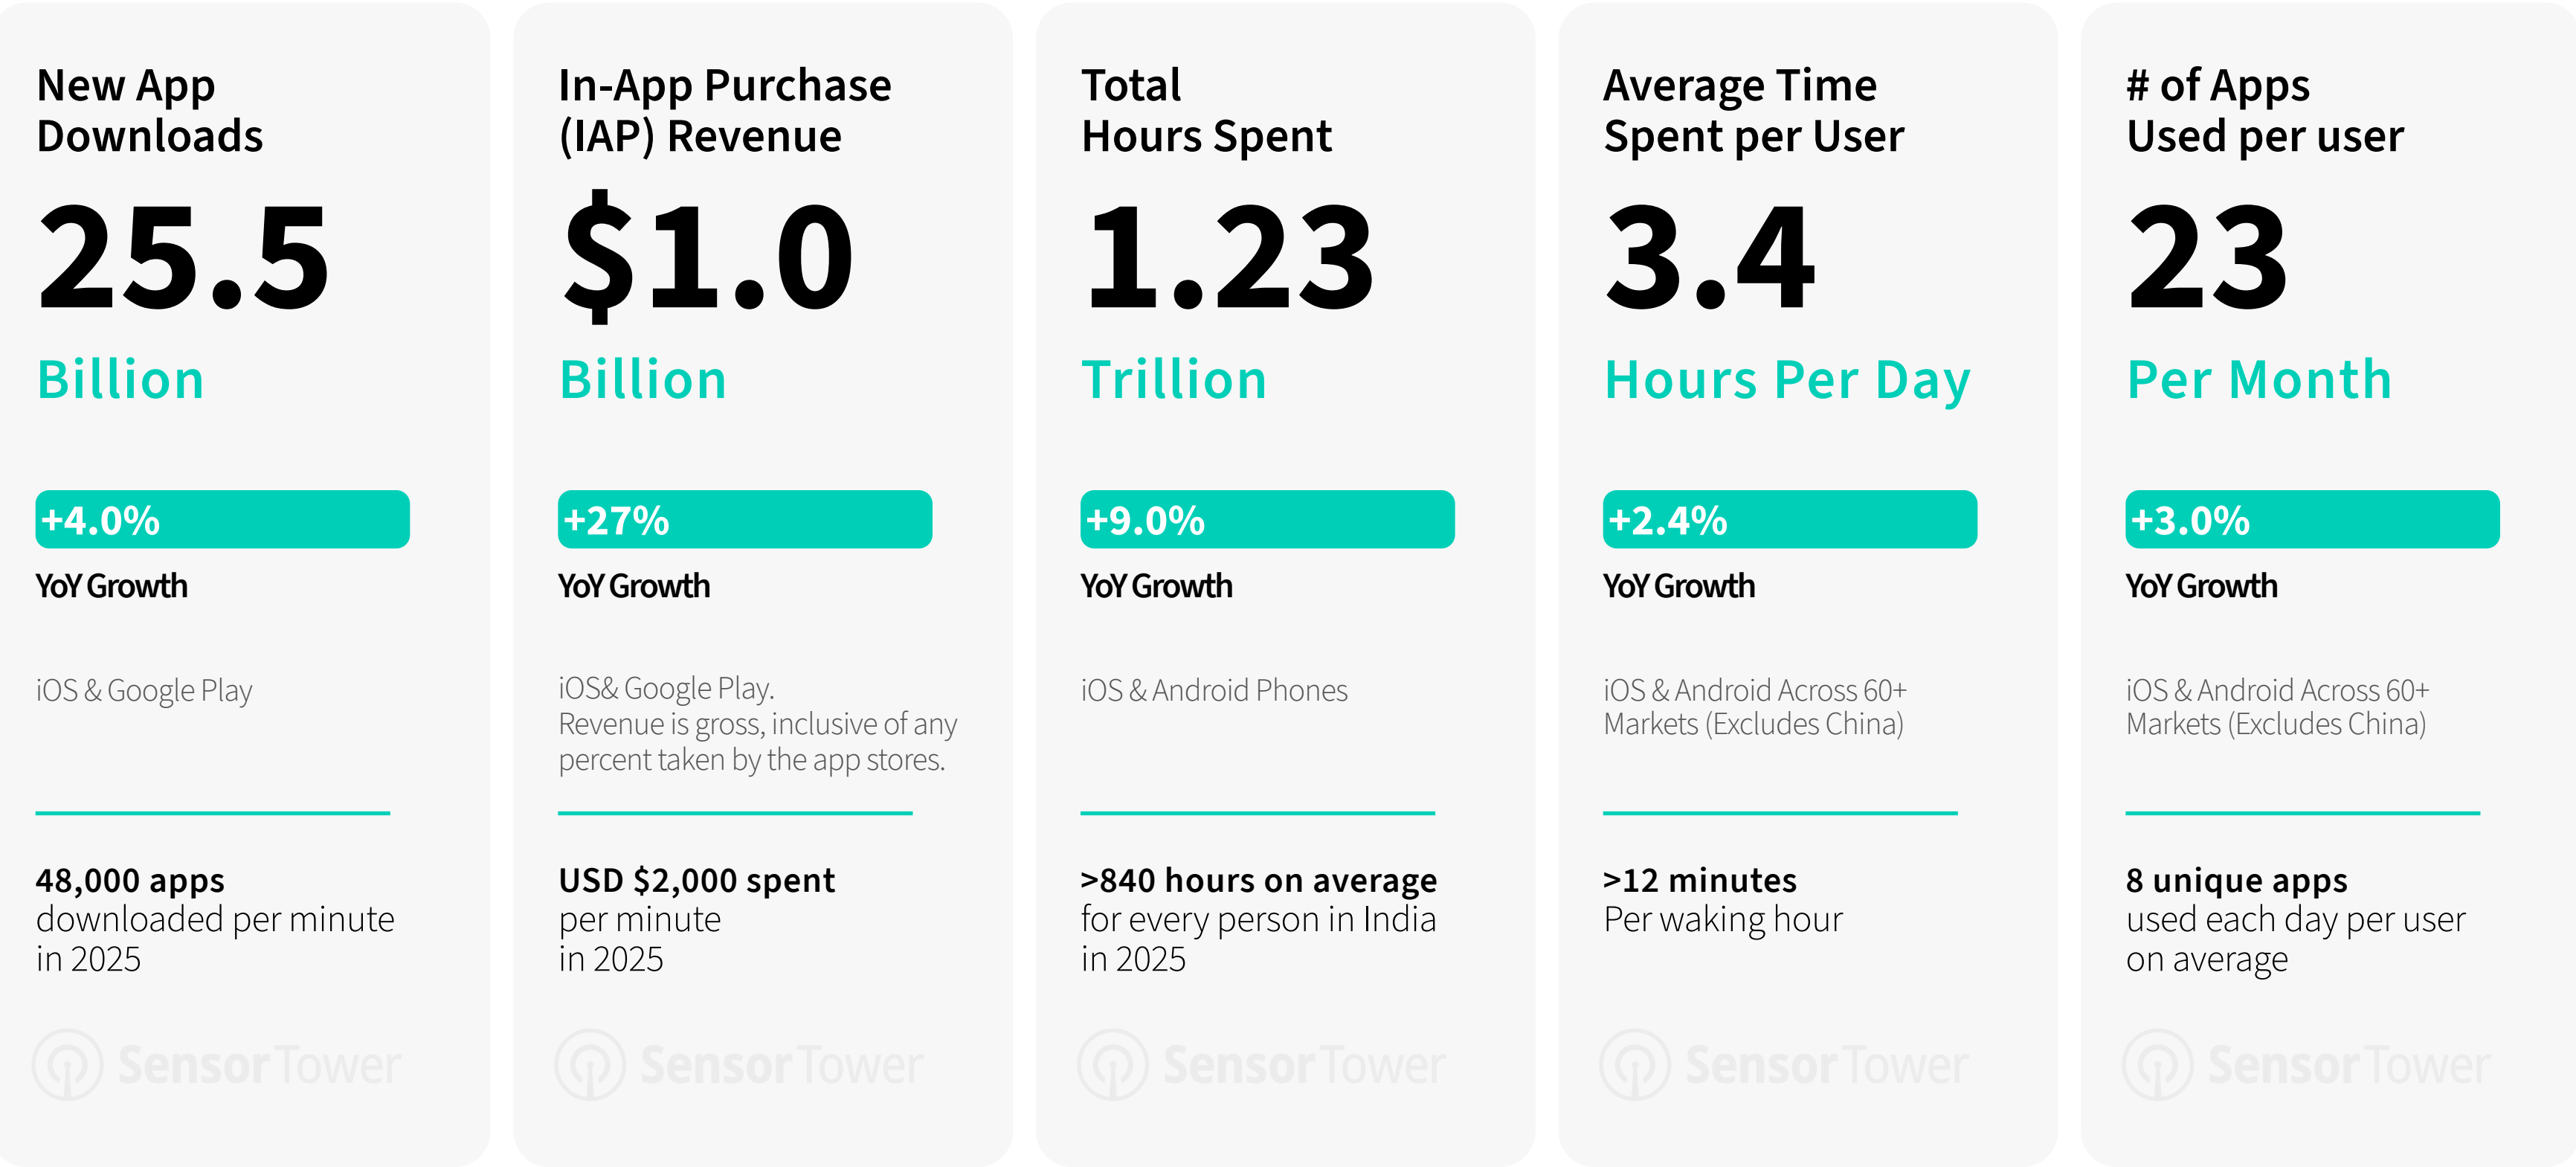 New App
Downloads
25.5
Billion
+4.0%
YoY Growth
iOS & Google Play
48,000 apps
downloaded per minute
in 2025
SensorTower
In-App Purchase
(IAP) Revenue
$1.0
Billion
+27%
YoY Growth
iOS& Google Play.
Revenue is gross, inclusive of any
percent taken by the app stores.
USD $2,000 spent
per minute
in 2025
SensorTower
Total
Hours Spent
1.23
Trillion
+9.0%
YoY Growth
iOS & Android Phones
>840 hours on average
for every person in India
in 2025
SensorTower
Average Time
Spent per User
3.4
Hours Per Day
+2.4%
YoY Growth
iOS & Android Across 60+
Markets (Excludes China)
>12 minutes
Per waking hour
SensorTower
# of Apps
Used per user
23
Per Month
+3.0%
YoY Growth
iOS & Android Across 60+
Markets (Excludes China)
8 unique apps
used each day per user
on average
SensorTower